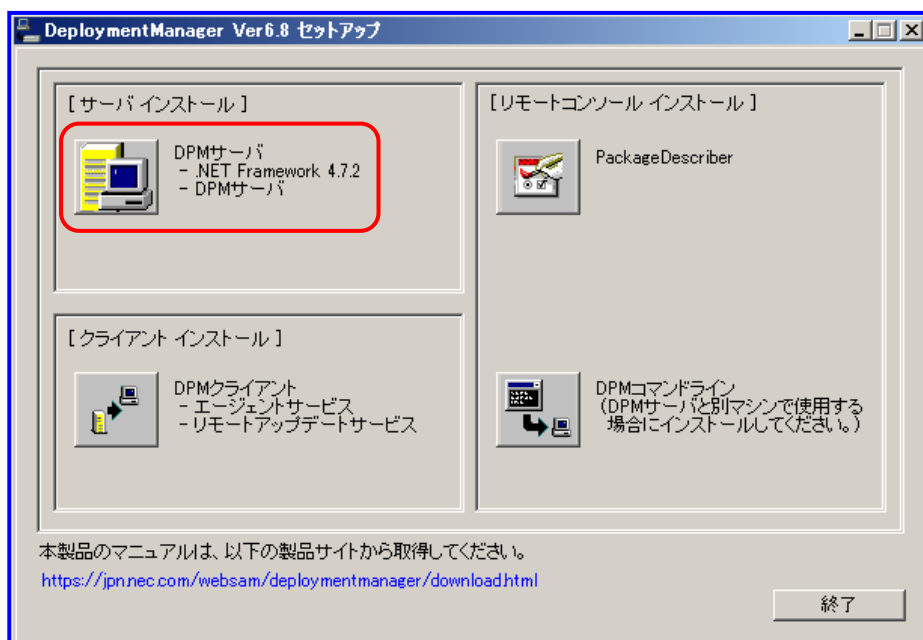 DeploymentManager Ver6.8 セットアップ
[ サーバ インストール ]
DPMサーバ
- .NET Framework 4.7.2
- DPMサーバ
[ リモートコンソール インストール ]
PackageDescriber
[ クライアント インストール ]
DPMクライアント
- エージェントサービス
- リモートアップデートサービス
DPMコマンドライン
(DPMサーバと別マシンで使用する
場合にインストールしてください。)
本製品のマニュアルは、以下の製品サイトから取得してください。
https://jpn.nec.com/websam/deploymentmanager/download.html
終了